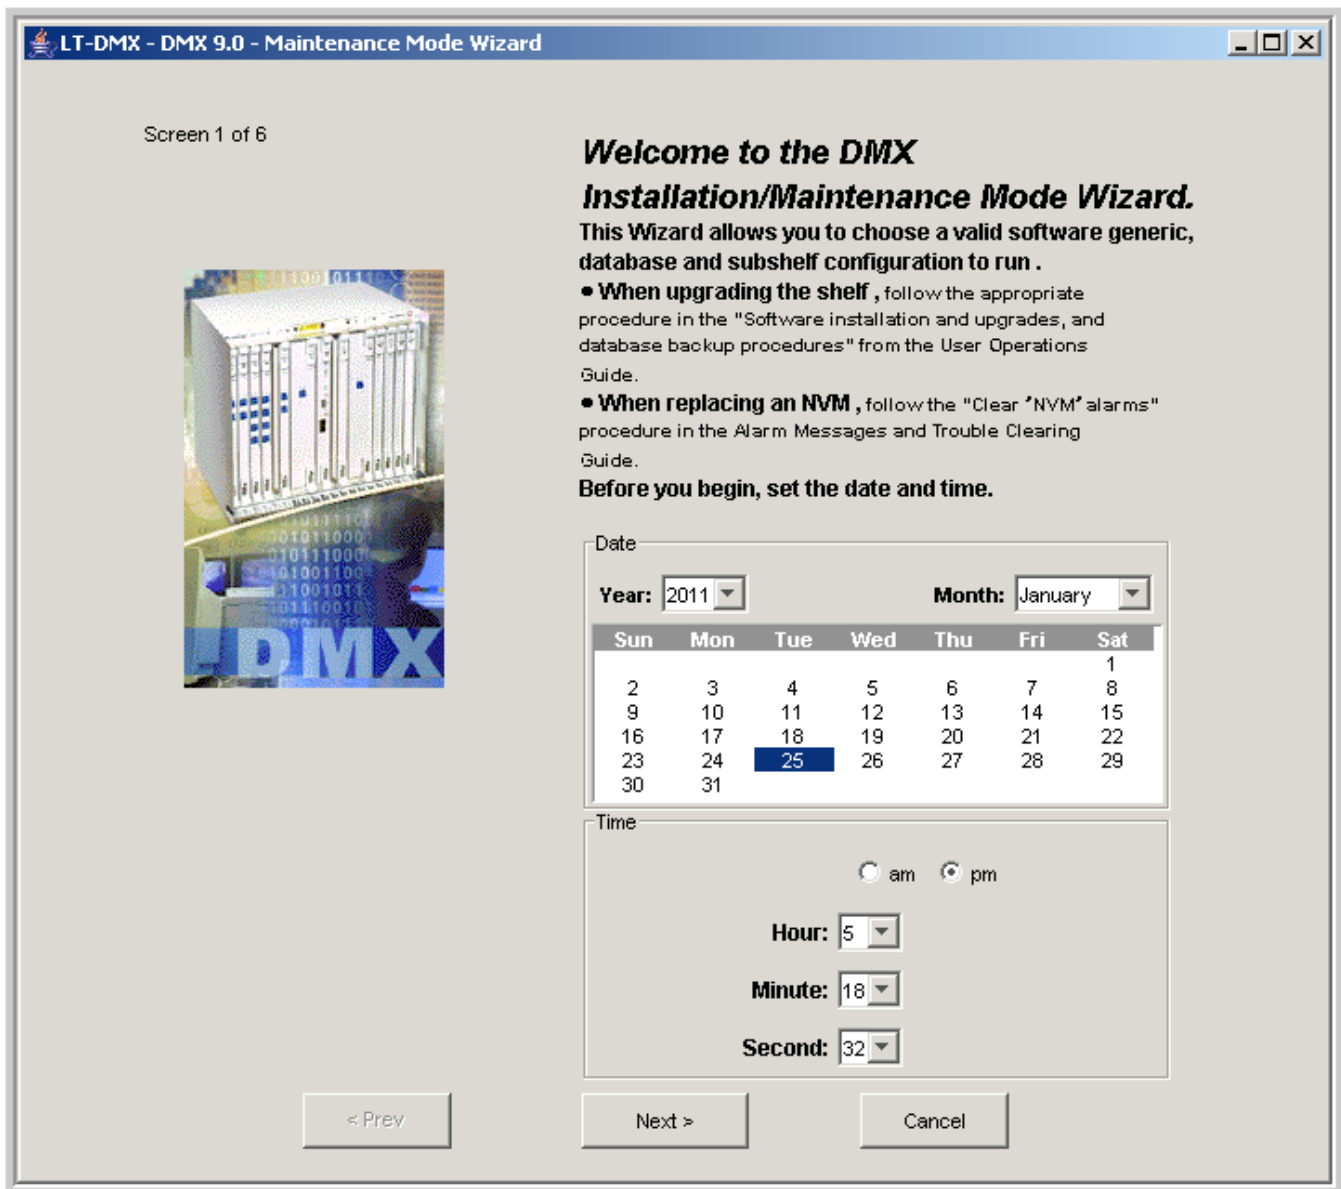 LT-DMX - DMX 9.0 - Maintenance Mode Wizard
Screen 1 of 6
Welcome to the DMX
Installation/Maintenance Mode Wizard.
This Wizard allows you to choose a valid software generic,
database and subshelf configuration to run .
● When upgrading the shelf , follow the appropriate
procedure in the "Software installation and upgrades, and
database backup procedures" from the User Operations
Guide.
● When replacing an NVM , follow the "Clear 'NVM' alarms"
procedure in the Alarm Messages and Trouble Clearing
Guide.
Before you begin, set the date and time.
DMX
Date
Year: 2011 Month: January
Sun Mon Tue Wed Thu Fri Sat
1
2 3 4 5 6 7 8
9 10 11 12 13 14 15
16 17 18 19 20 21 22
23 24 25 26 27 28 29
30 31
Time
am pm
Hour: 5
Minute: 18
Second: 32
< Prev Next > Cancel